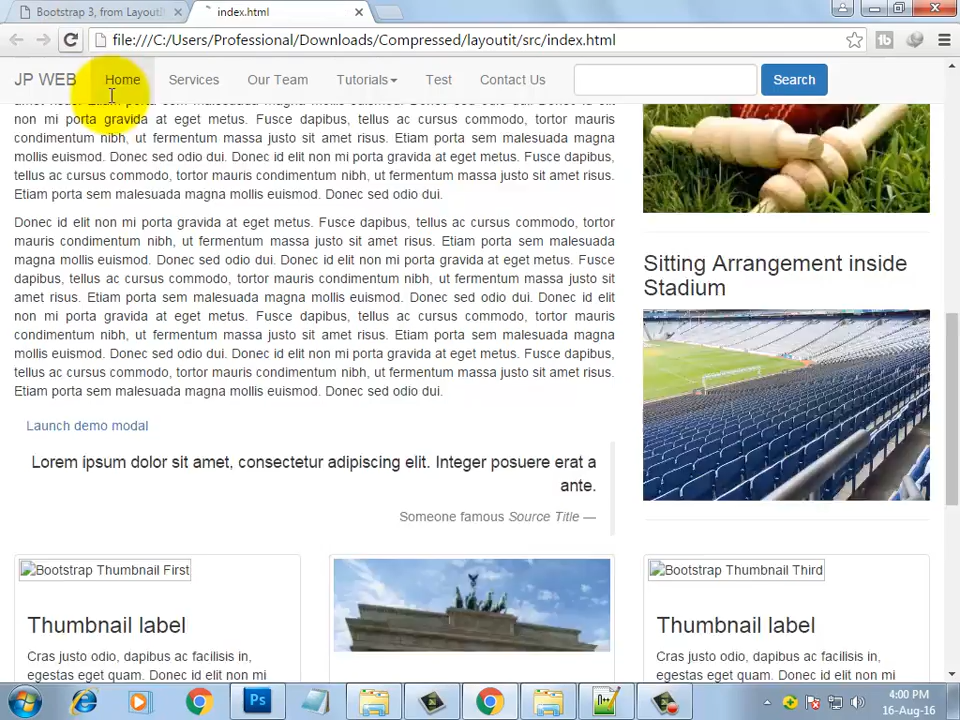 Bootstrap 3, from LayoutI
index.html
file:///C:/Users/Professional/Downloads/Compressed/layoutit/src/index.html
JP WEB Home Services Our Team Tutorials Test Contact Us Search
non mi porta gravida at eget metus. Fusce dapibus, tellus ac cursus commodo, tortor mauris
condimentum nibh, ut fermentum massa justo sit amet risus. Etiam porta sem malesuada magna
mollis euismod. Donec sed odio dui. Donec id elit non mi porta gravida at eget metus. Fusce dapibus,
tellus ac cursus commodo, tortor mauris condimentum nibh, ut fermentum massa justo sit amet risus.
Etiam porta sem malesuada magna mollis euismod. Donec sed odio dui.
Donec id elit non mi porta gravida at eget metus. Fusce dapibus, tellus ac cursus commodo, tortor
mauris condimentum nibh, ut fermentum massa justo sit amet risus. Etiam porta sem malesuada
magna mollis euismod. Donec sed odio dui. Donec id elit non mi porta gravida at eget metus. Fusce
dapibus, tellus ac cursus commodo, tortor mauris condimentum nibh, ut fermentum massa justo sit
amet risus. Etiam porta sem malesuada magna mollis euismod. Donec sed odio dui. Donec id elit
non mi porta gravida at eget metus. Fusce dapibus, tellus ac cursus commodo, tortor mauris
condimentum nibh, ut fermentum massa justo sit amet risus. Etiam porta sem malesuada magna
mollis euismod. Donec sed odio dui. Donec id elit non mi porta gravida at eget metus. Fusce dapibus,
tellus ac cursus commodo, tortor mauris condimentum nibh, ut fermentum massa justo sit amet risus.
Etiam porta sem malesuada magna mollis euismod. Donec sed odio dui.
Launch demo modal
Lorem ipsum dolor sit amet, consectetur adipiscing elit. Integer posuere erat a
ante.
Someone famous Source Title —
Sitting Arrangement inside
Stadium
Bootstrap Thumbnail First
Thumbnail label
Cras justo odio, dapibus ac facilisis in,
egestas eget quam. Donec id elit non mi
Bootstrap Thumbnail Third
Thumbnail label
Cras justo odio, dapibus ac facilisis in,
egestas eget quam. Donec id elit non mi
Ps
4:00 PM
16-Aug-16